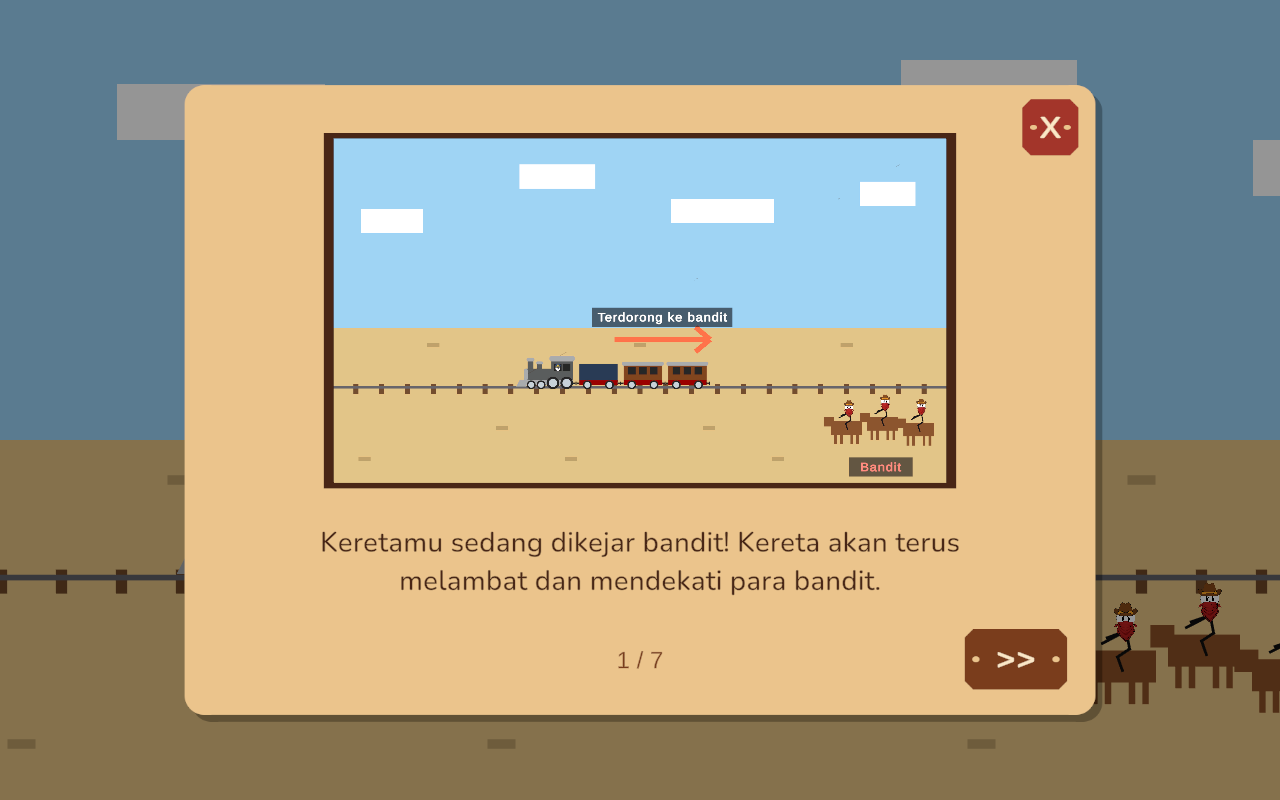 X
Terdorong ke bandit
Bandit
Keretamu sedang dikejar bandit! Kereta akan terus
melambat dan mendekati para bandit.
1 / 7
>>